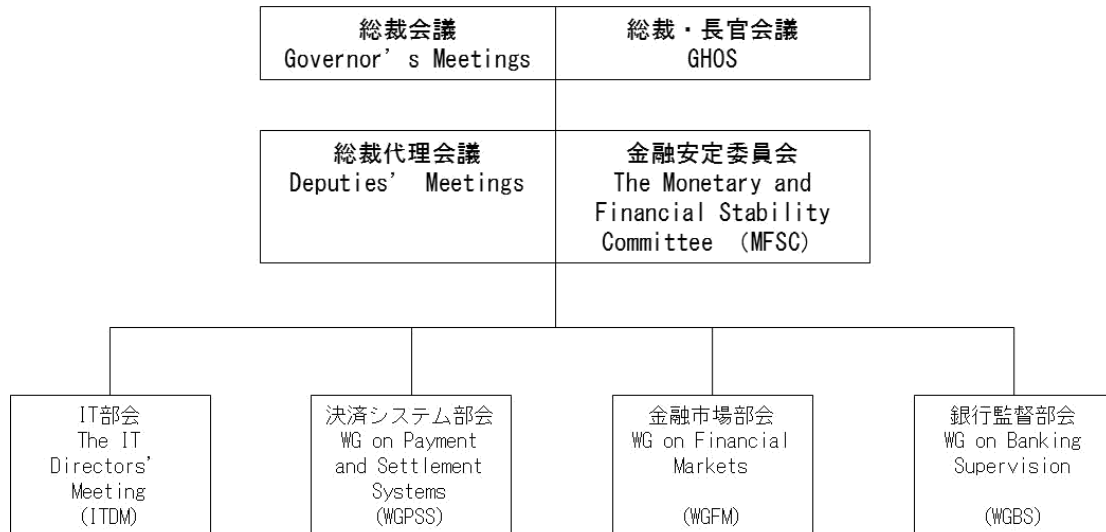 総裁会議
Governor’s Meetings
総裁・長官会議
GHOS
総裁代理会議
Deputies’ Meetings
金融安定委員会
The Monetary and
Financial Stability
Committee （MFSC）
IT部会
The IT
Directors’
Meeting
(ITDM)
決済システム部会
WG on Payment
and Settlement
Systems
(WGPSS)
金融市場部会
WG on Financial
Markets
(WGFM)
銀行監督部会
WG on Banking
Supervision
(WGBS)